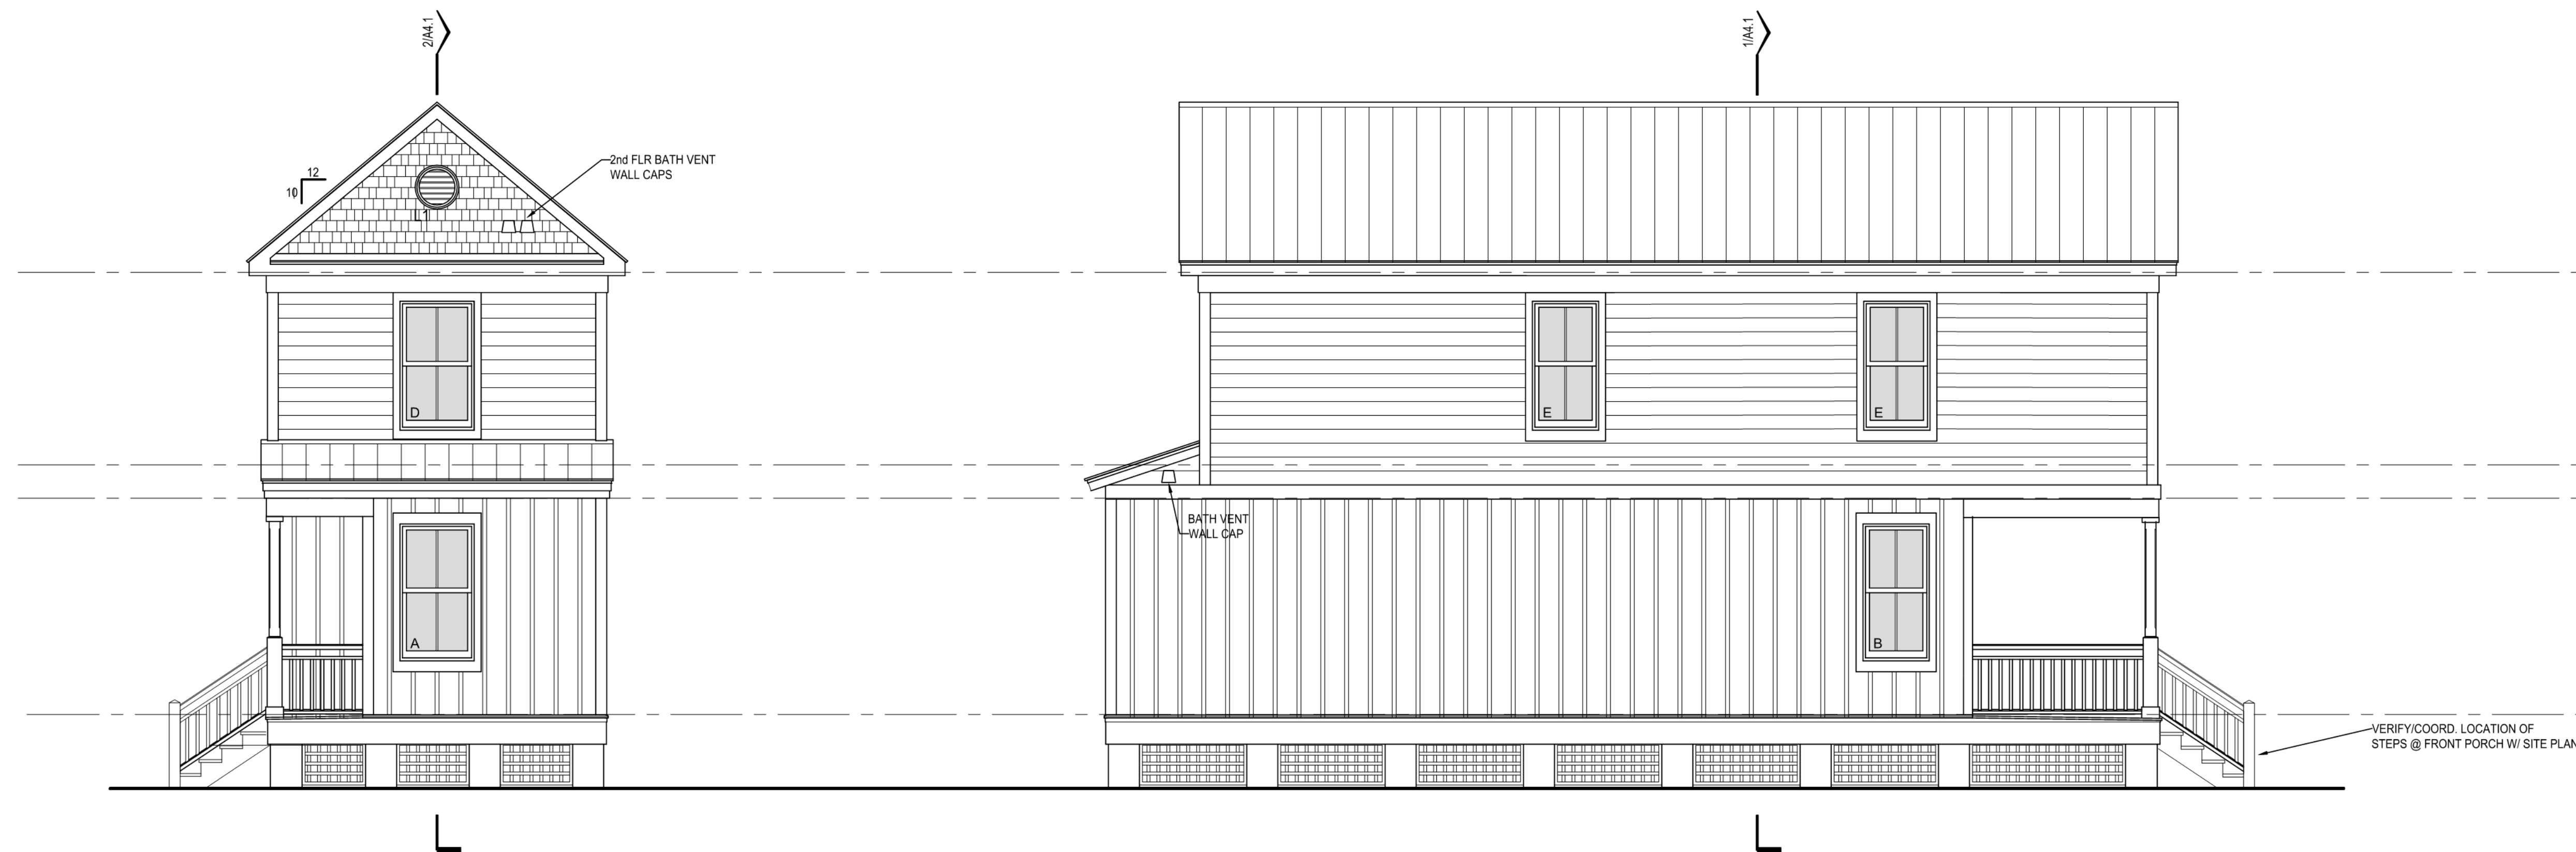 2/A4.1
1/A4.1
2nd FLR BATH VENT
WALL CAPS
12
10
L1
D
E
E
BATH VENT
WALL CAP
A
B
VERIFY/COORD. LOCATION OF
STEPS @ FRONT PORCH W/ SITE PLAN